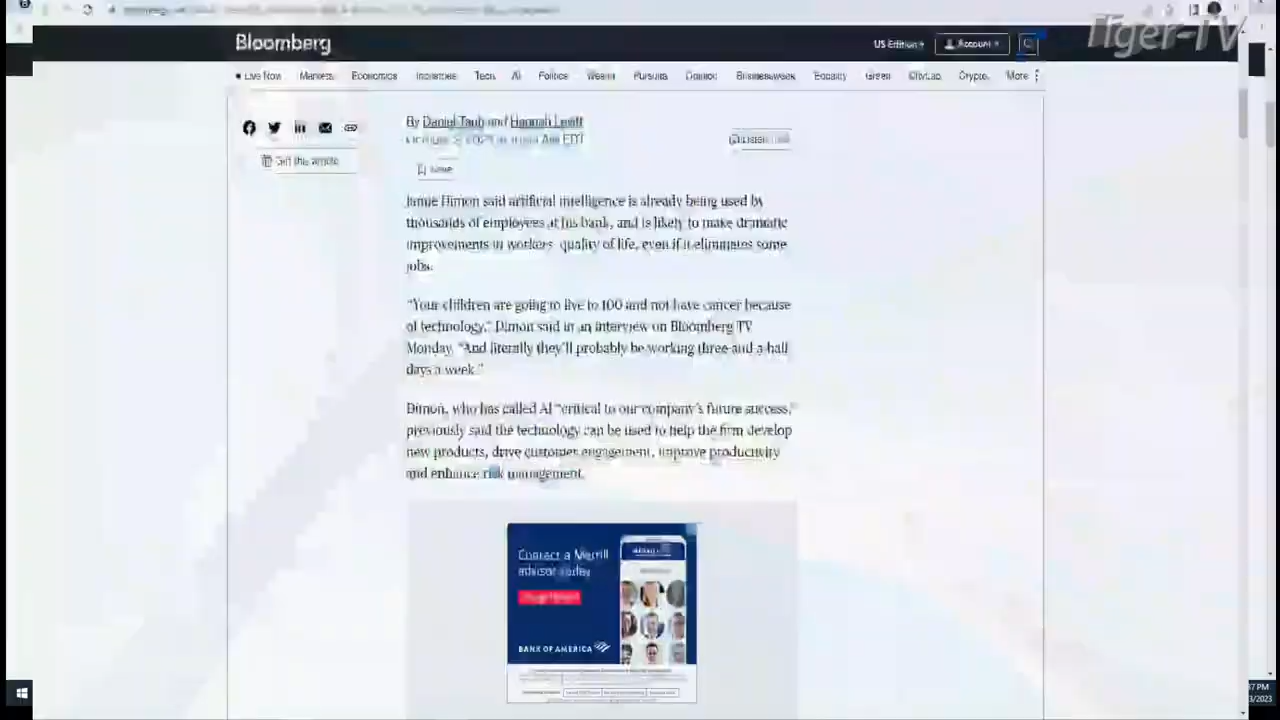 Tiger-TV
Bloomberg
US Edition
Account
Live Now Markets Economics Industries Tech AI Politics Wealth Pursuits Opinion Businessweek Equality Green CityLab Crypto More
By Daniel Taub and Hannah Levitt
Gift this article
Save
Jamie Dimon said artificial intelligence is already being used by
thousands of employees at his bank, and is likely to make dramatic
improvements in workers' quality of life, even if it eliminates some
jobs.
"Your children are going to live to 100 and not have cancer because
of technology," Dimon said in an interview on Bloomberg TV
Monday. "And literally they'll probably be working three-and-a-half
days a week."
Dimon, who has called AI "critical to our company's future success,"
previously said the technology can be used to help the firm develop
new products, drive customer engagement, improve productivity
and enhance risk management.
Contact a Merrill
advisor today
BANK OF AMERICA
PM
3/2023